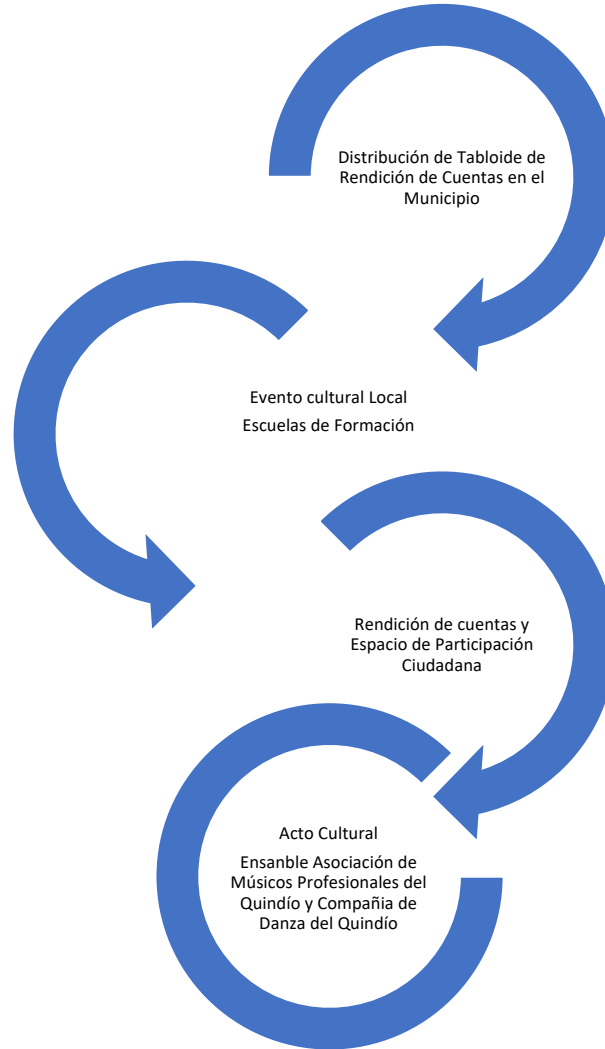 Distribución de Tabloide de
Rendición de Cuentas en el
Municipio
Evento cultural Local
Escuelas de Formación
Rendición de cuentas y
Espacio de Participación
Ciudadana
Acto Cultural
Ensanble Asociación de
Músicos Profesionales del
Quindío y Compañia de
Danza del Quindío